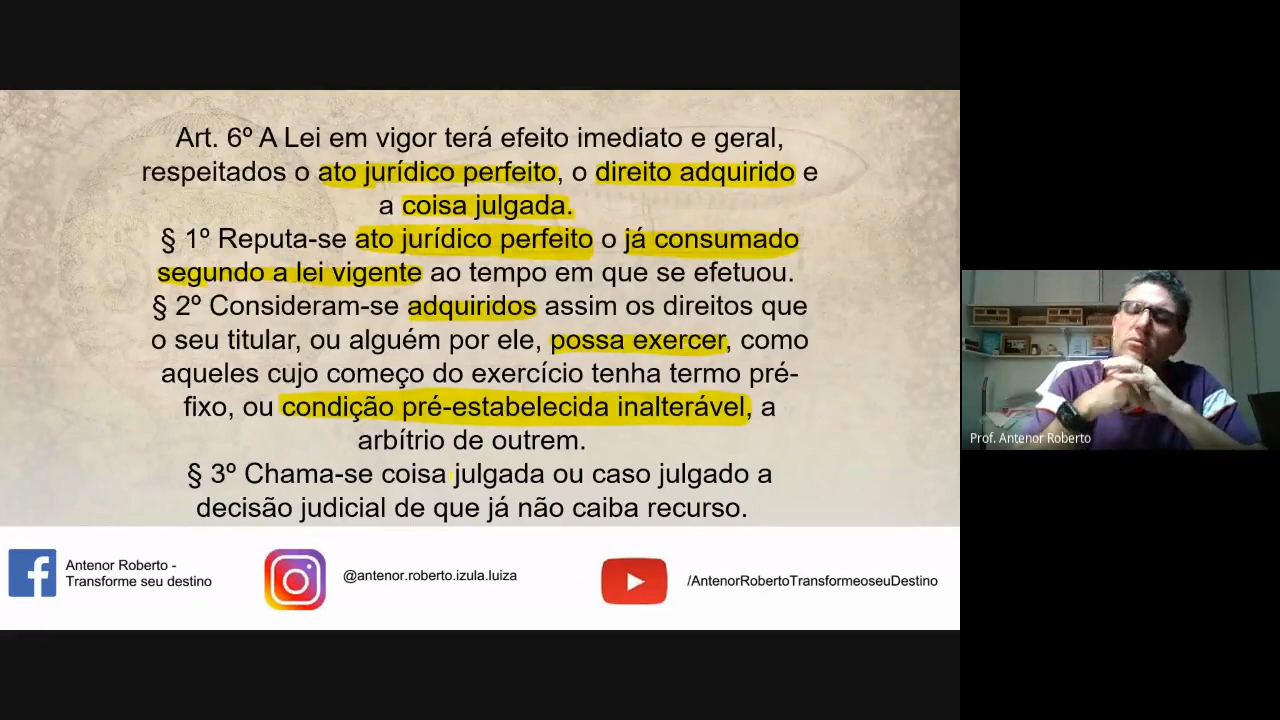 Art. 6º A Lei em vigor terá efeito imediato e geral,
respeitados o ato jurídico perfeito, o direito adquirido e
a coisa julgada.
§ 1º Reputa-se ato jurídico perfeito o já consumado
segundo a lei vigente ao tempo em que se efetuou.
§ 2º Consideram-se adquiridos assim os direitos que
o seu titular, ou alguém por ele, possa exercer, como
aqueles cujo começo do exercício tenha termo pré-
fixo, ou condição pré-estabelecida inalterável, a
arbítrio de outrem.
§ 3º Chama-se coisa julgada ou caso julgado a
decisão judicial de que já não caiba recurso.
Antenor Roberto -
Transforme seu destino
@antenor.roberto.izula.luiza
/AntenorRobertoTransformeoseuDestino
Prof. Antenor Roberto